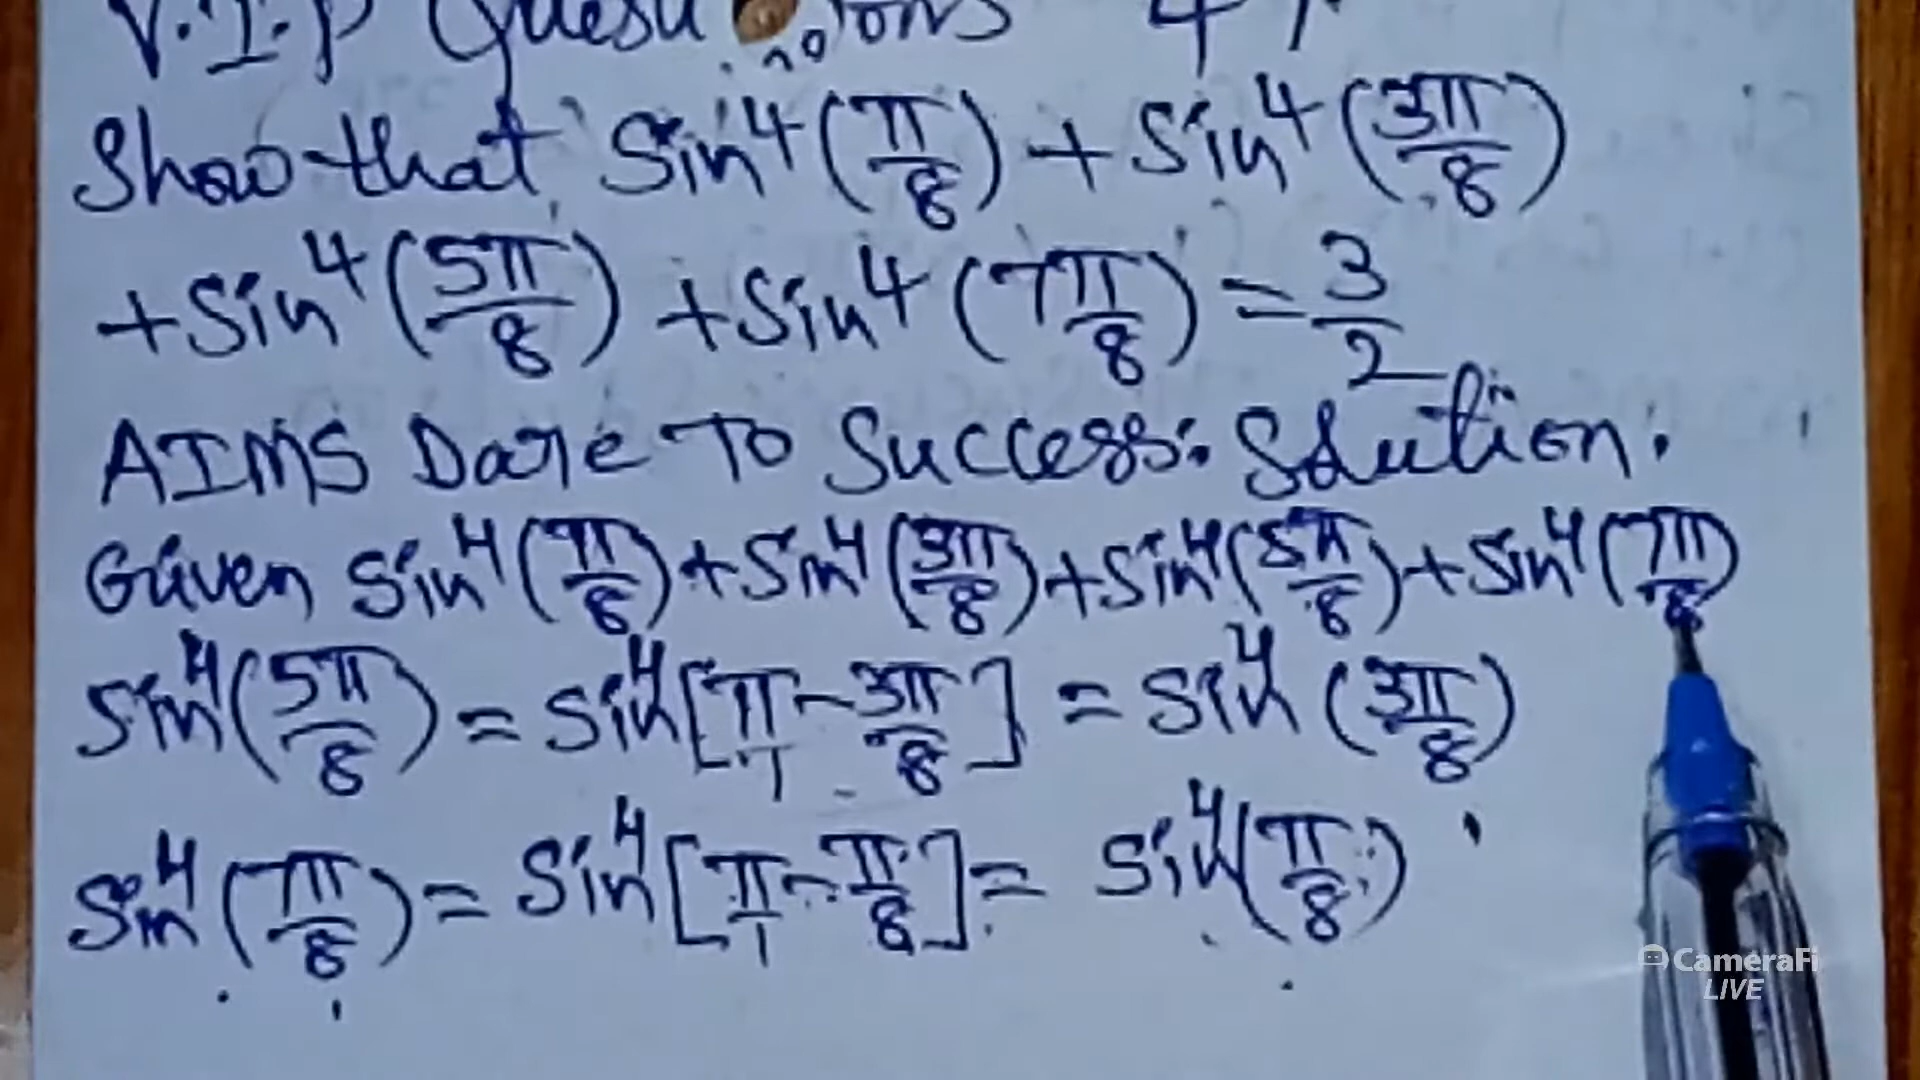 V.I.P Questions 4
Show that Sin⁴(π/8) + Sin⁴(3π/8)
+ Sin⁴(5π/8) + Sin⁴(7π/8) = 3/2
AIMS Dare To Success: Solution.
Given Sin⁴(π/8) + Sin⁴(3π/8) + Sin⁴(5π/8) + Sin⁴(7π/8)
Sin⁴(5π/8) = Sin⁴[π/1 - 3π/8] = Sin⁴(3π/8)
Sin⁴(7π/8) = Sin⁴[π/1 - π/8] = Sin⁴(π/8)
CameraFi
LIVE